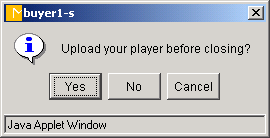 buyer1-s
Upload your player before closing?
Yes No Cancel
Java Applet Window